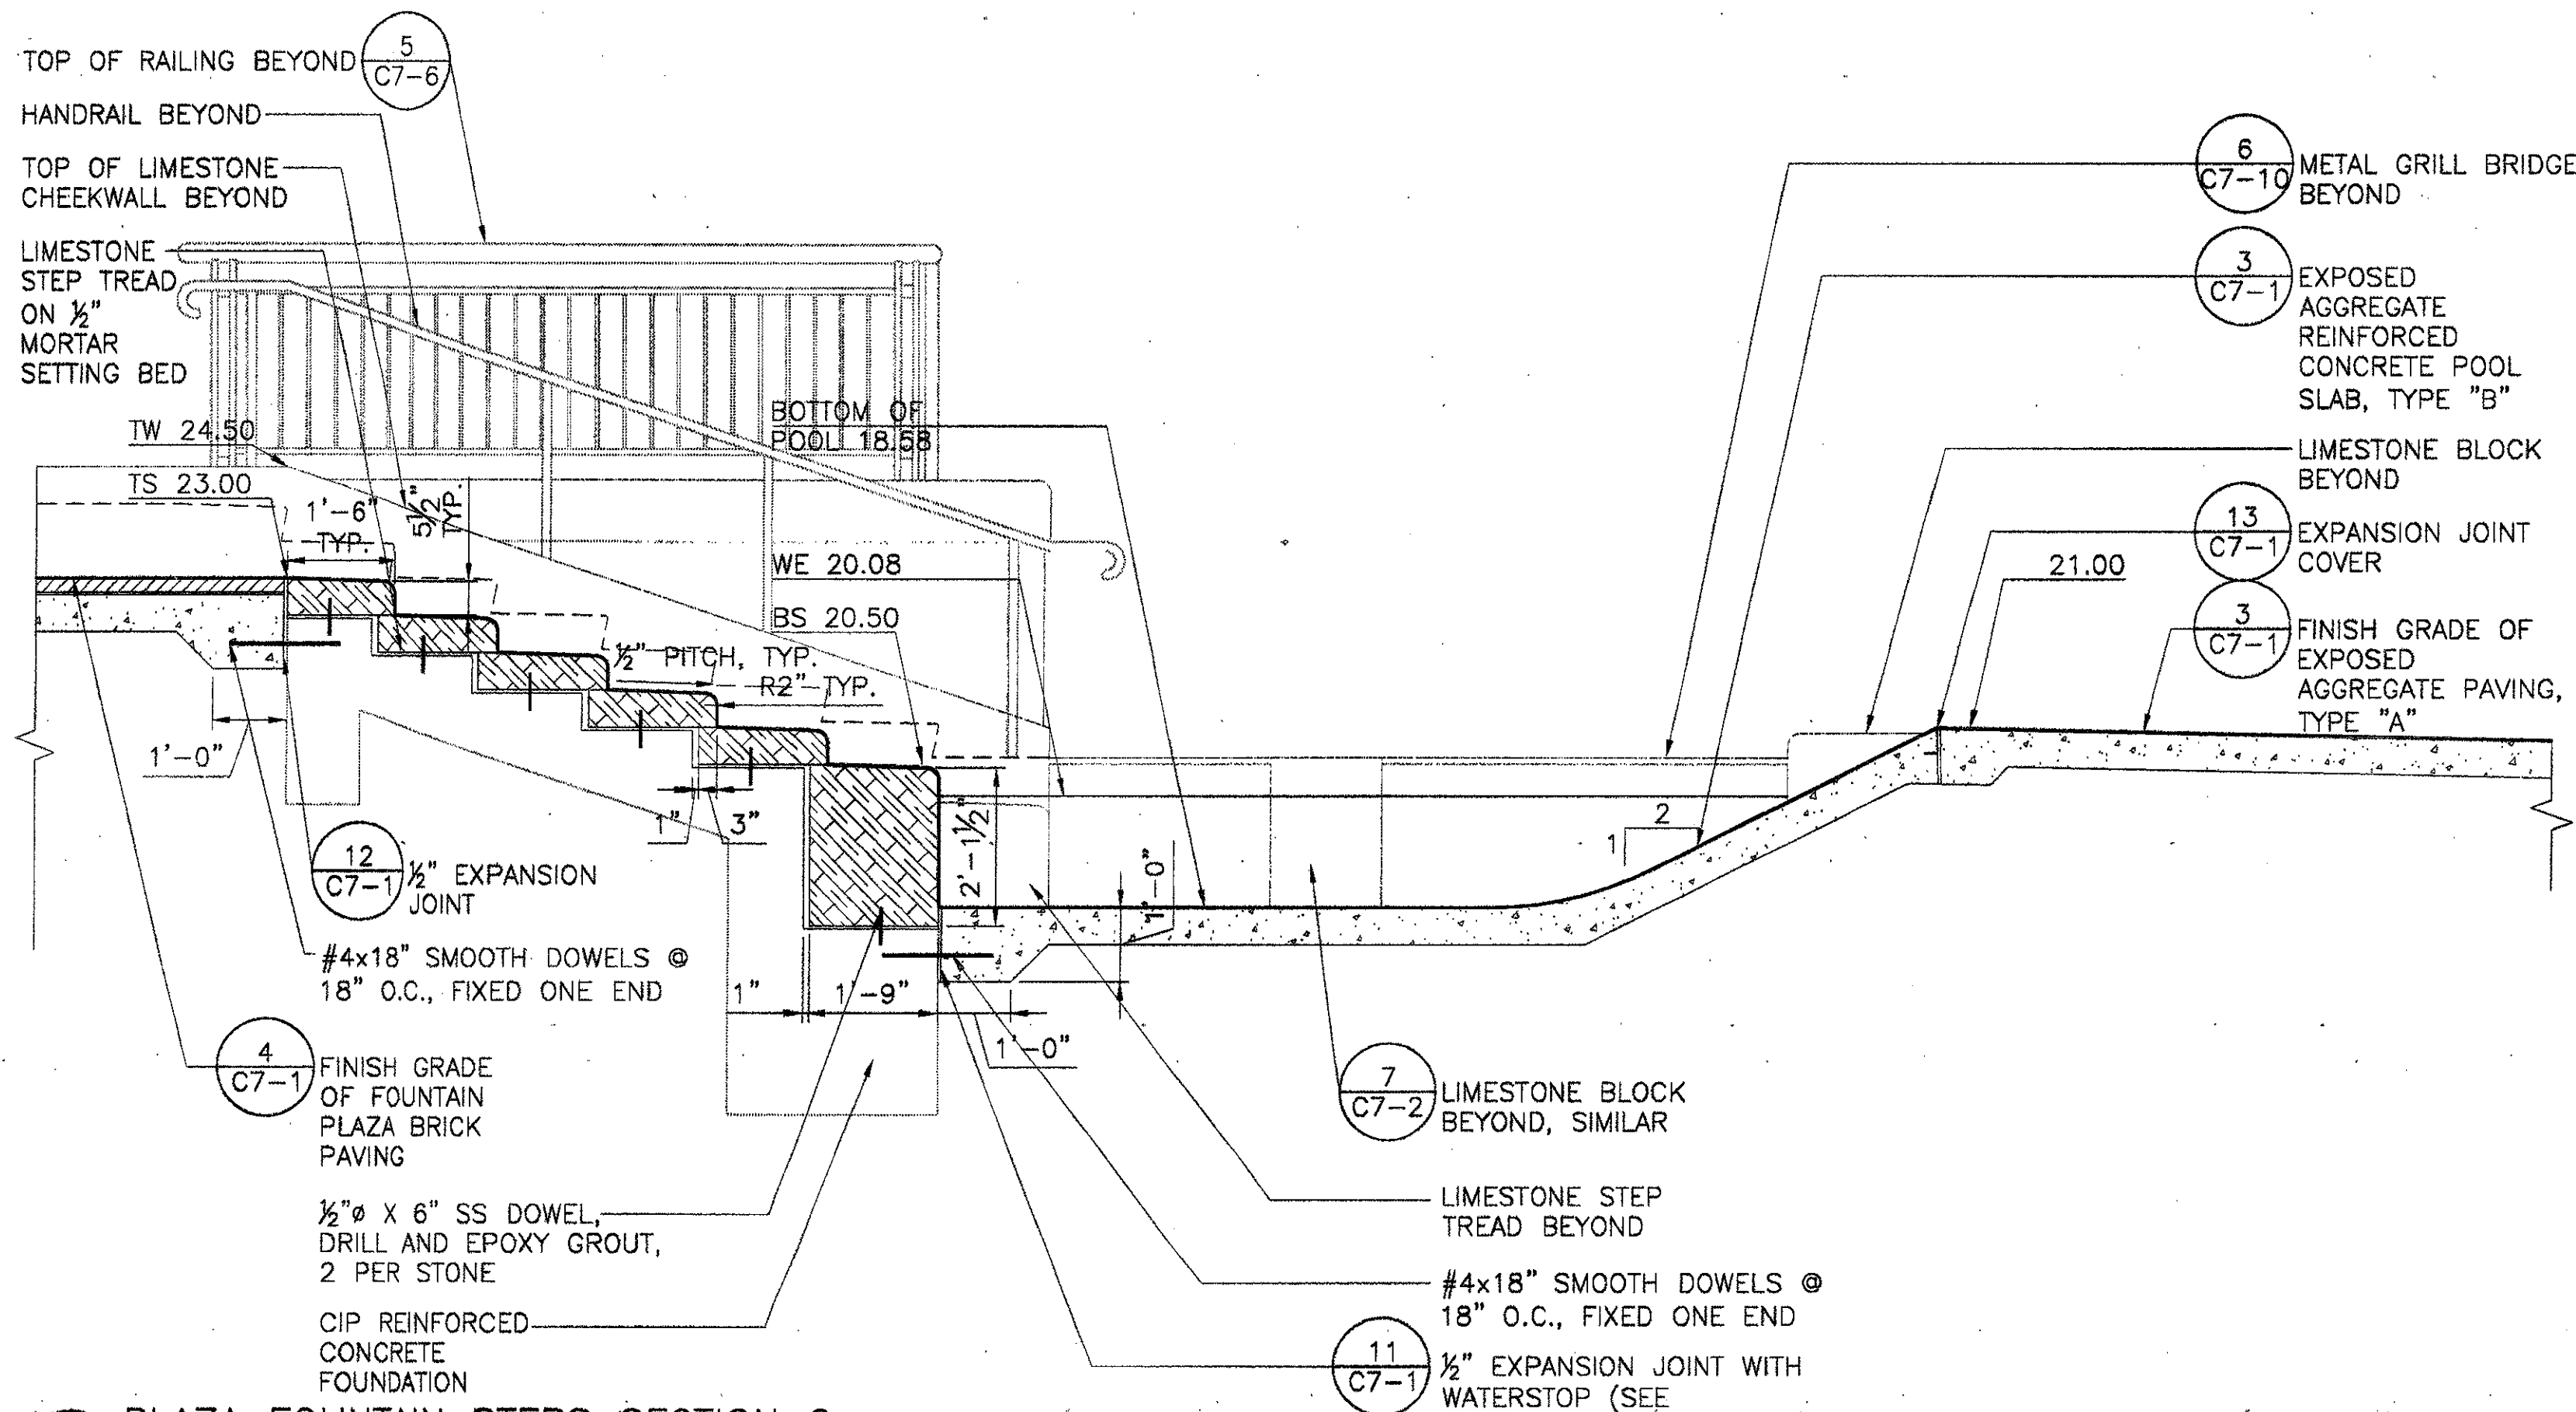 TOP OF RAILING BEYOND
5
C7-6
HANDRAIL BEYOND
TOP OF LIMESTONE
CHEEKWALL BEYOND
LIMESTONE
STEP TREAD
ON ½"
MORTAR
SETTING BED
TW 24.50
TS 23.00
1'-6"
TYP.
5½"
TYP.
BOTTOM OF
POOL 18.58
WE 20.08
BS 20.50
½" PITCH, TYP.
R2" TYP.
1'-0"
1"
3"
2'-1½"
1'-0"
1"
1'-9"
1'-0"
2
1
21.00
6
C7-10
METAL GRILL BRIDGE
BEYOND
3
C7-1
EXPOSED
AGGREGATE
REINFORCED
CONCRETE POOL
SLAB, TYPE "B"
LIMESTONE BLOCK
BEYOND
13
C7-1
EXPANSION JOINT
COVER
3
C7-1
FINISH GRADE OF
EXPOSED
AGGREGATE PAVING,
TYPE "A"
12
C7-1
½" EXPANSION
JOINT
#4x18" SMOOTH DOWELS @
18" O.C., FIXED ONE END
4
C7-1
FINISH GRADE
OF FOUNTAIN
PLAZA BRICK
PAVING
½"ø X 6" SS DOWEL,
DRILL AND EPOXY GROUT,
2 PER STONE
CIP REINFORCED
CONCRETE
FOUNDATION
7
C7-2
LIMESTONE BLOCK
BEYOND, SIMILAR
LIMESTONE STEP
TREAD BEYOND
#4x18" SMOOTH DOWELS @
18" O.C., FIXED ONE END
11
C7-1
½" EXPANSION JOINT WITH
WATERSTOP (SEE
PLAZA FOUNTAIN STEPS SECTION